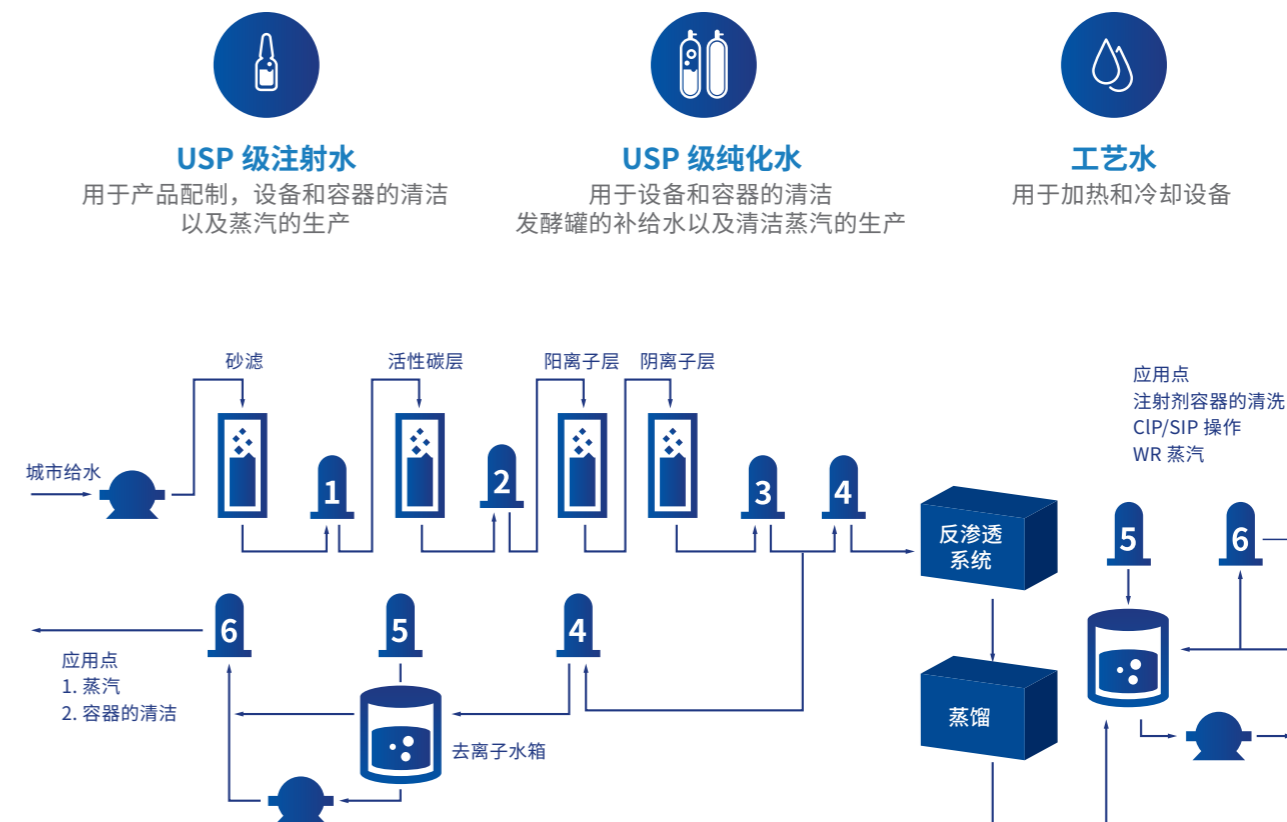 USP 级注射水
用于产品配制，设备和容器的清洁
以及蒸汽的生产
USP 级纯化水
用于设备和容器的清洁
发酵罐的补给水以及清洁蒸汽的生产
工艺水
用于加热和冷却设备
砂滤
活性碳层
阳离子层
阴离子层
应用点
注射剂容器的清洗
CIP/SIP 操作
WR 蒸汽
城市给水
1
2
3
4
反渗透
系统
5
6
6
5
4
应用点
1. 蒸汽
2. 容器的清洁
去离子水箱
蒸馏